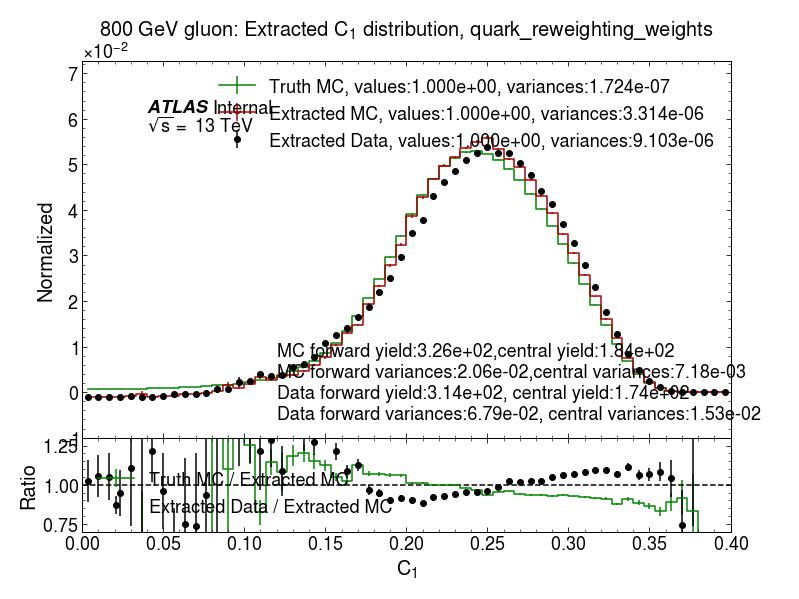 800 GeV gluon: Extracted C₁ distribution, quark_reweighting_weights
×10⁻²
Truth MC, values:1.000e+00, variances:1.724e-07
ATLAS Internal
Extracted MC, values:1.000e+00, variances:3.314e-06
√s = 13 TeV
Extracted Data, values:1.000e+00, variances:9.103e-06
7
6
5
4
3
2
1
0
-1
Normalized
MC forward yield:3.26e+02,central yield:1.84e+02
MC forward variances:2.06e-02,central variances:7.18e-03
Data forward yield:3.14e+02, central yield:1.74e+02
Data forward variances:6.79e-02, central variances:1.53e-02
1.25
1.00
0.75
Ratio
Truth MC / Extracted MC
Extracted Data / Extracted MC
0.00 0.05 0.10 0.15 0.20 0.25 0.30 0.35 0.40
C₁